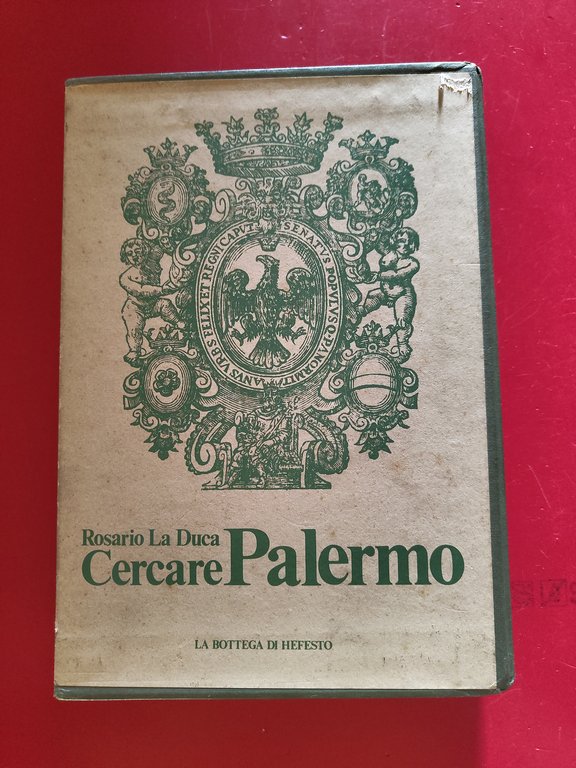 SENATVS POPVLVSQ PANORMITANVS VRBS FELIX ET REGNI CAPVT
Rosario La Duca
Cercare Palermo
LA BOTTEGA DI HEFESTO